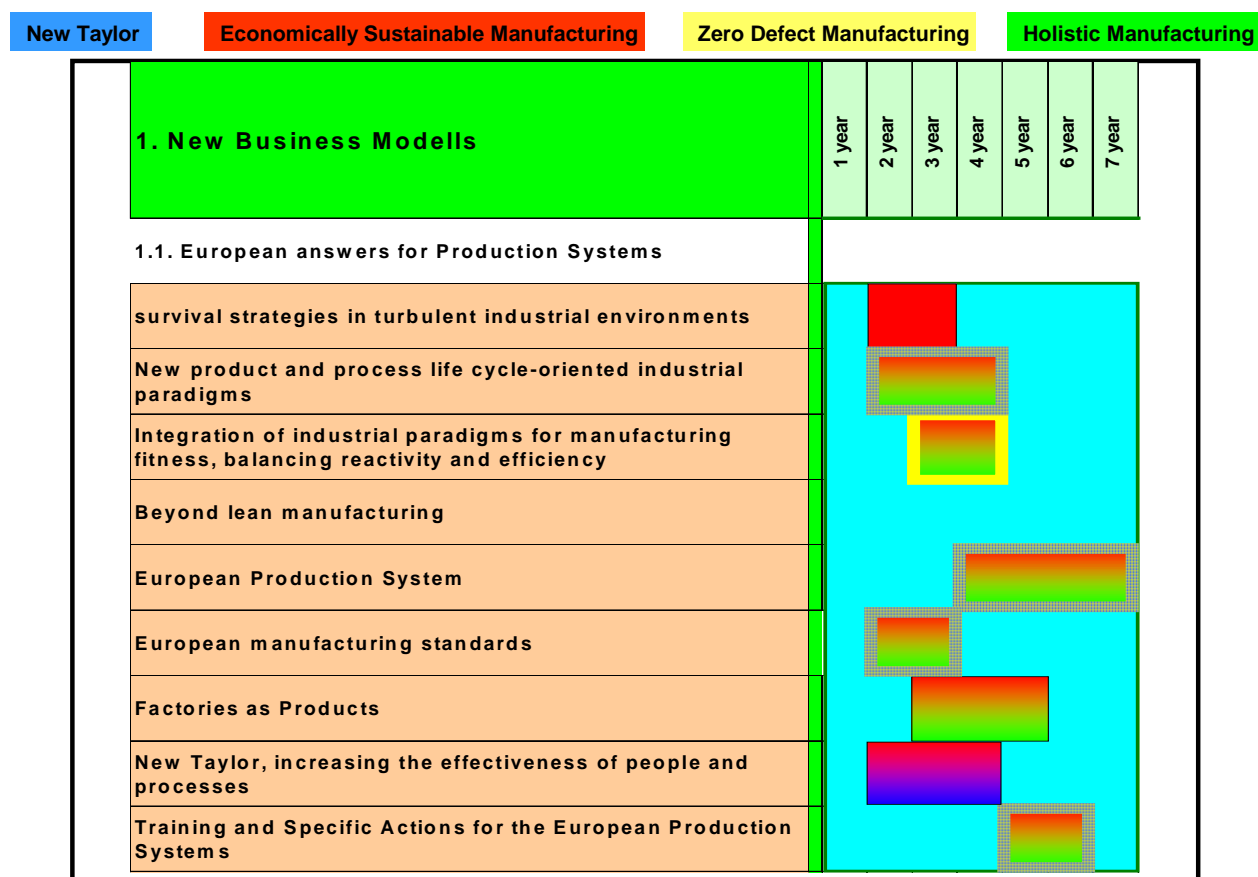 New Taylor
Economically Sustainable Manufacturing
Zero Defect Manufacturing
Holistic Manufacturing
1. New Business Modells
1 year
2 year
3 year
4 year
5 year
6 year
7 year
1.1. European answers for Production Systems
survival strategies in turbulent industrial environments
New product and process life cycle-oriented industrial
paradigms
Integration of industrial paradigms for manufacturing
fitness, balancing reactivity and efficiency
Beyond lean manufacturing
European Production System
European manufacturing standards
Factories as Products
New Taylor, increasing the effectiveness of people and
processes
Training and Specific Actions for the European Production
Systems